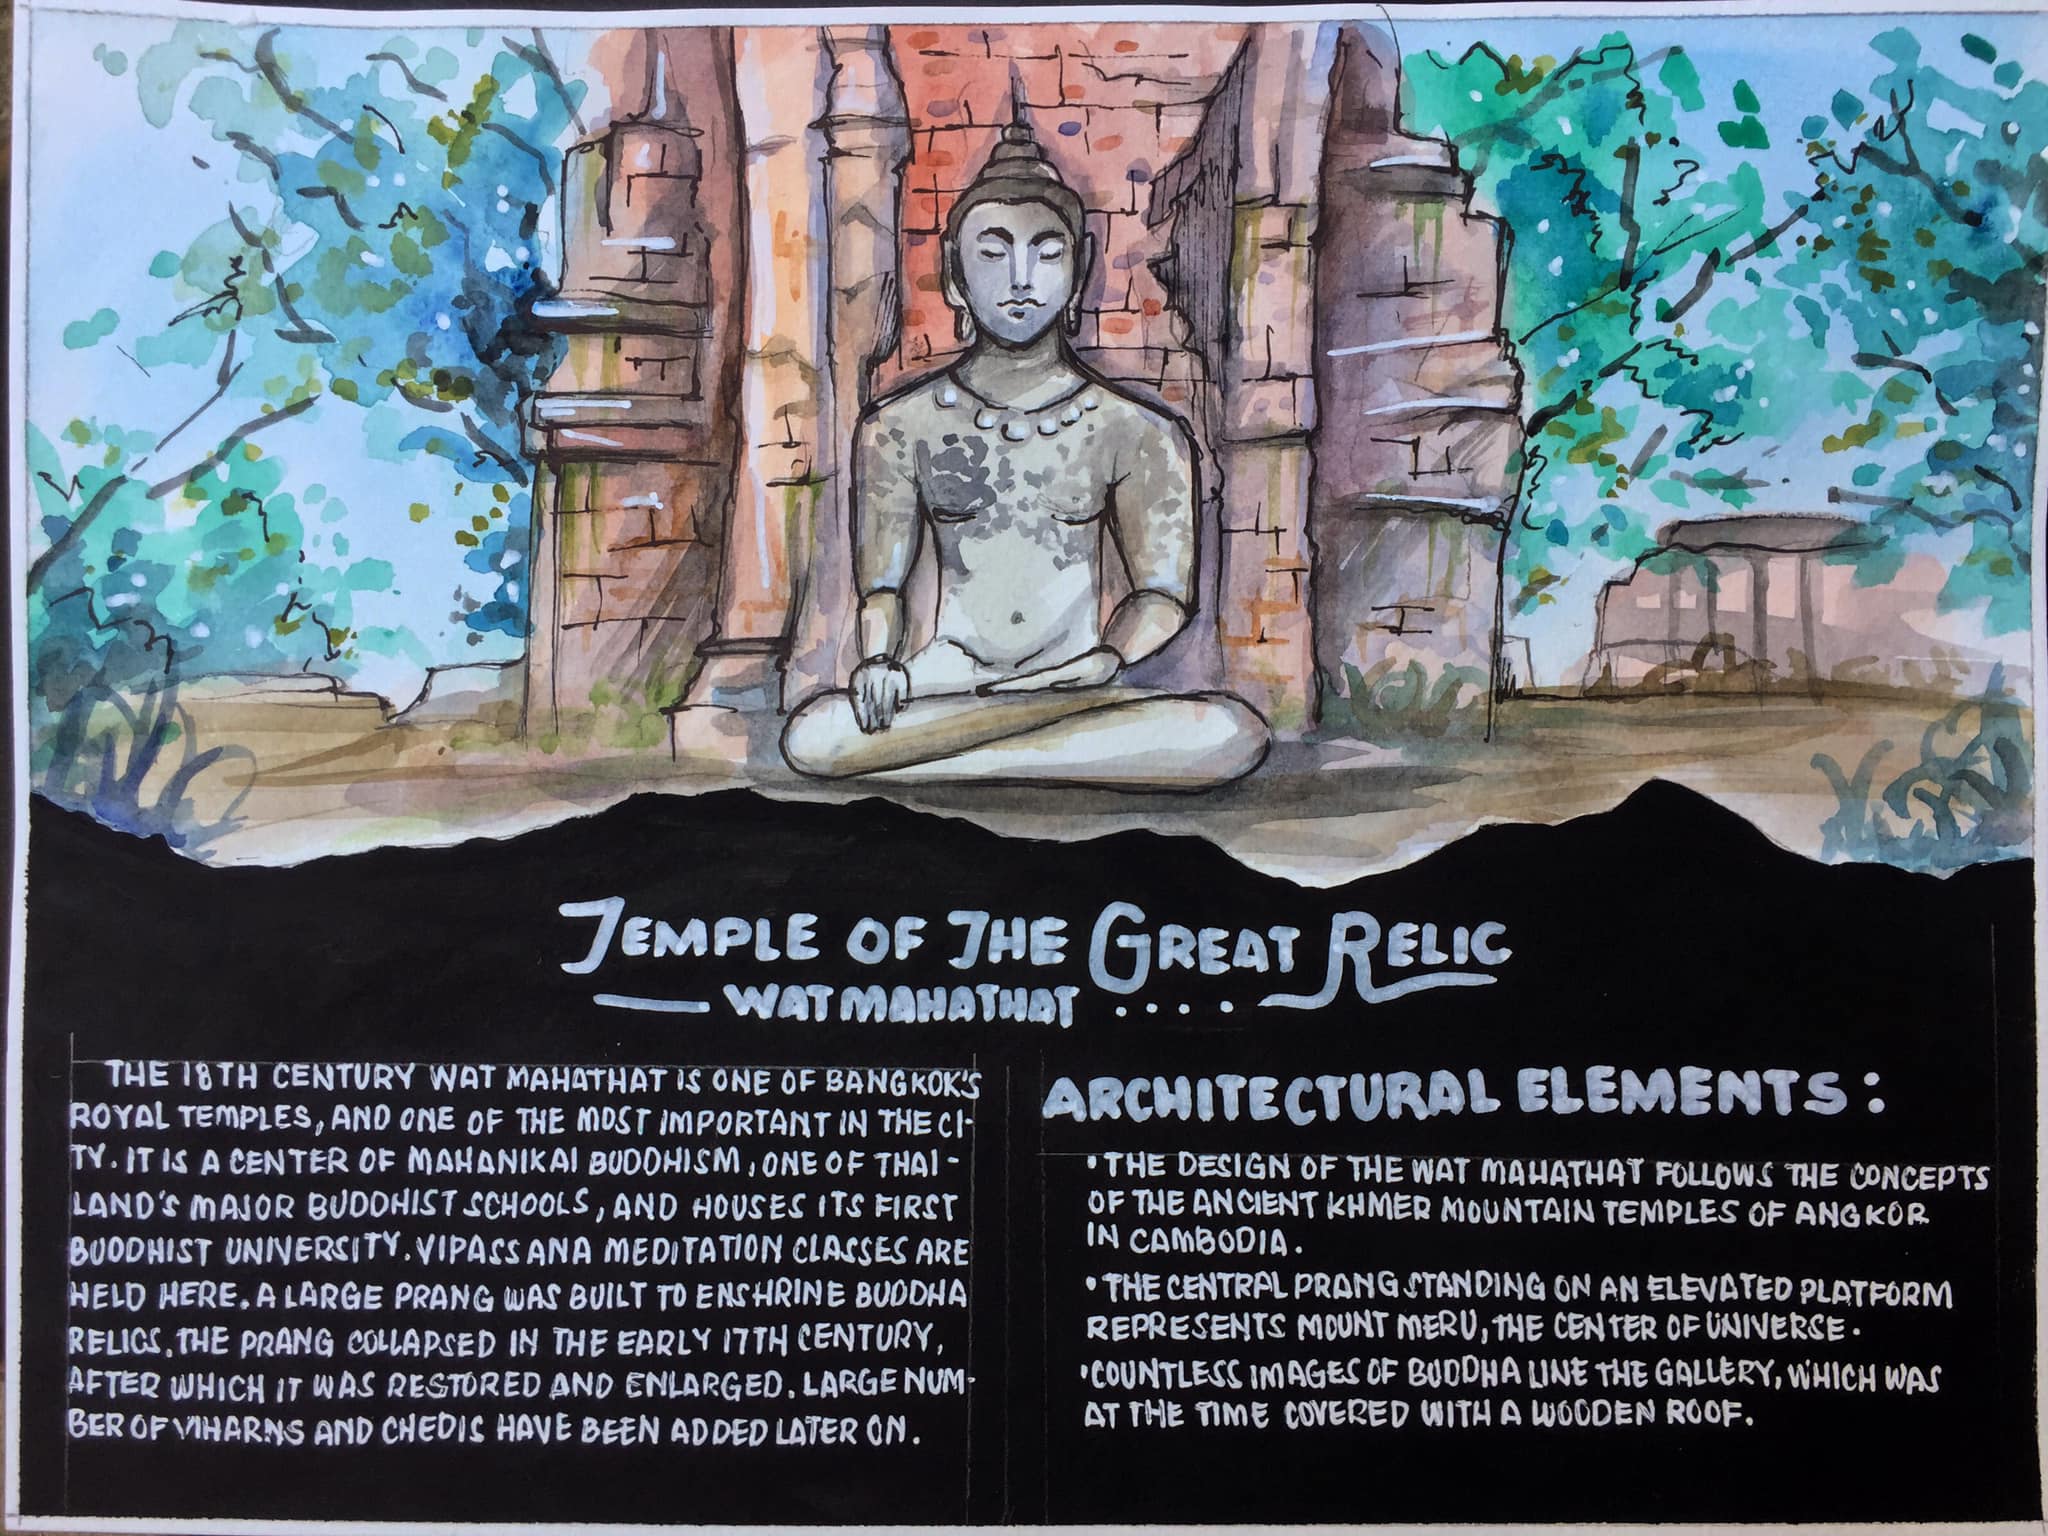 TEMPLE OF THE GREAT RELIC
WAT MAHATHAT ....
THE 18TH CENTURY WAT MAHATHAT IS ONE OF BANGKOK'S
ROYAL TEMPLES, AND ONE OF THE MOST IMPORTANT IN THE CI-
TY. IT IS A CENTER OF MAHANIKAI BUDDHISM, ONE OF THAI-
LAND'S MAJOR BUDDHIST SCHOOLS, AND HOUSES ITS FIRST
BUDDHIST UNIVERSITY. VIPASSANA MEDITATION CLASSES ARE
HELD HERE. A LARGE PRANG WAS BUILT TO ENSHRINE BUDDHA
RELICS. THE PRANG COLLAPSED IN THE EARLY 17TH CENTURY,
AFTER WHICH IT WAS RESTORED AND ENLARGED. LARGE NUM-
BER OF VIHARNS AND CHEDIS HAVE BEEN ADDED LATER ON.
ARCHITECTURAL ELEMENTS:
• THE DESIGN OF THE WAT MAHATHAT FOLLOWS THE CONCEPTS
OF THE ANCIENT KHMER MOUNTAIN TEMPLES OF ANGKOR
IN CAMBODIA.
• THE CENTRAL PRANG STANDING ON AN ELEVATED PLATFORM
REPRESENTS MOUNT MERU, THE CENTER OF UNIVERSE.
• COUNTLESS IMAGES OF BUDDHA LINE THE GALLERY, WHICH WAS
AT THE TIME COVERED WITH A WOODEN ROOF.